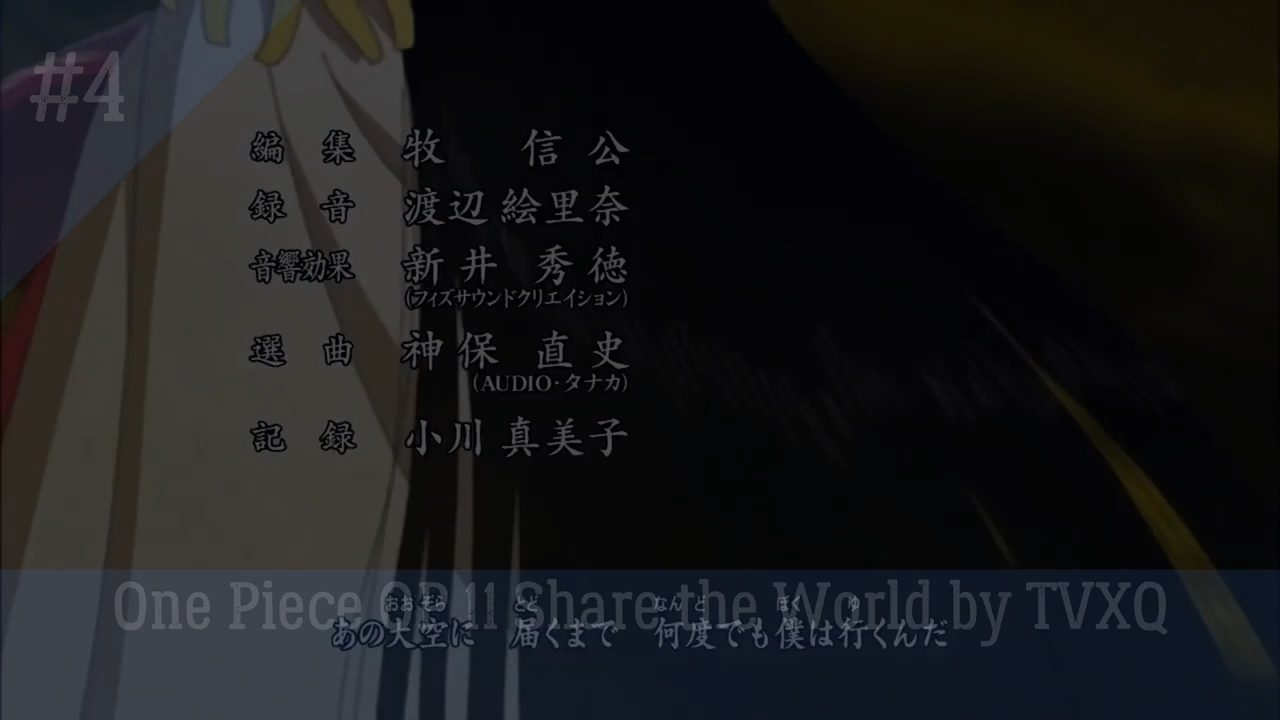 #4
編集 牧 信公
録音 渡辺 絵里奈
音響効果 新井 秀徳
(フィズサウンドクリエイション)
選曲 神保 直史
(AUDIO・タナカ)
記録 小川 真美子
One Piece OP 11 Share the World by TVXQ
おおぞら とど なんど ぼく ゆ
あの大空に 届くまで 何度でも僕は行くんだ